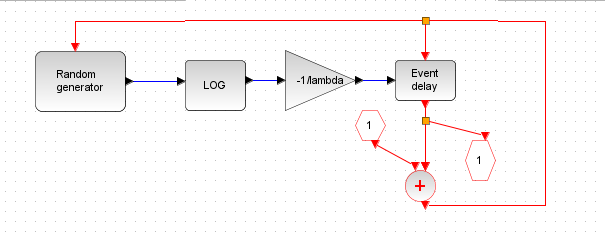 Random
generator
LOG
-1/lambda
Event
delay
1
1
+